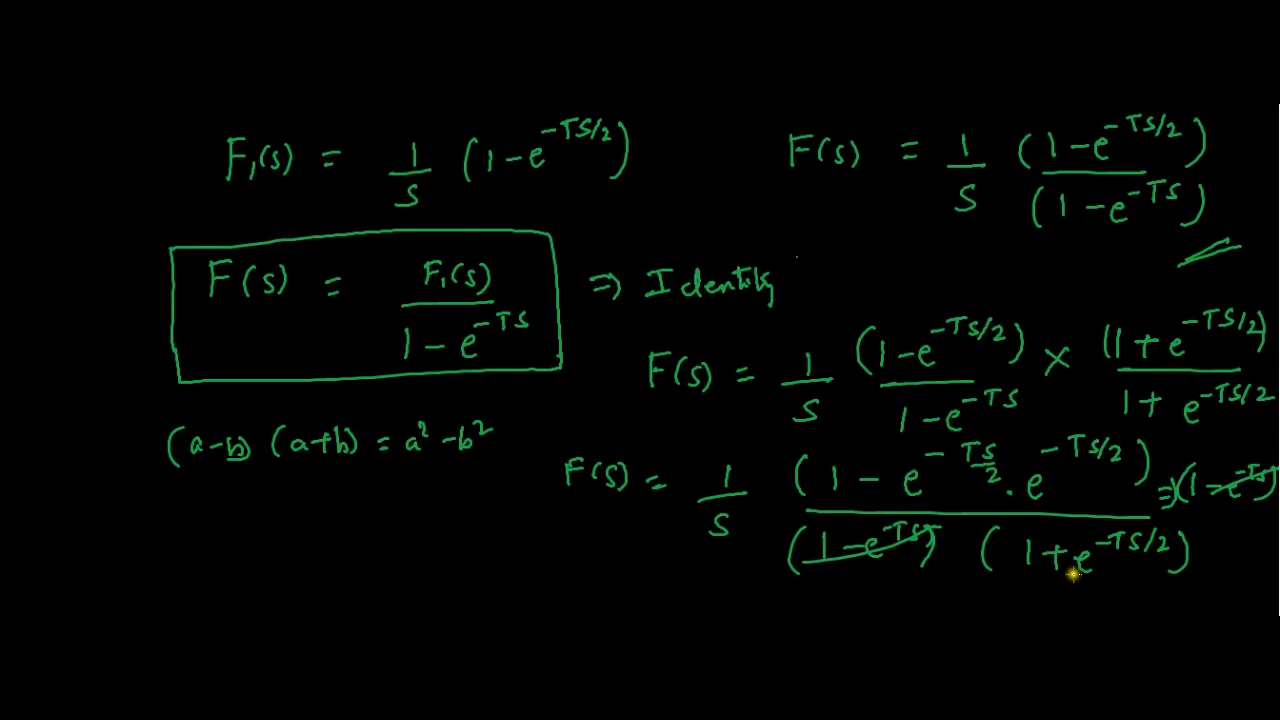 F₁(s) = 1/S (1-e^(-TS/2))
F(s) = 1/S (1-e^(-TS/2))/(1-e^(-TS))
F(s) = F₁(s)/(1-e^(-TS)) ⇒ Identity
F(s) = 1/S (1-e^(-TS/2))/(1-e^(-TS)) × (1+e^(-TS/2))/(1+e^(-TS/2))
(a-b) (a+b) = a²-b²
F(s) = 1/S (1-e^(-TS/2).e^(-TS/2))/((1-e^(-TS)) (1+e^(-TS/2))) ⇒ (1-e^(-TS))